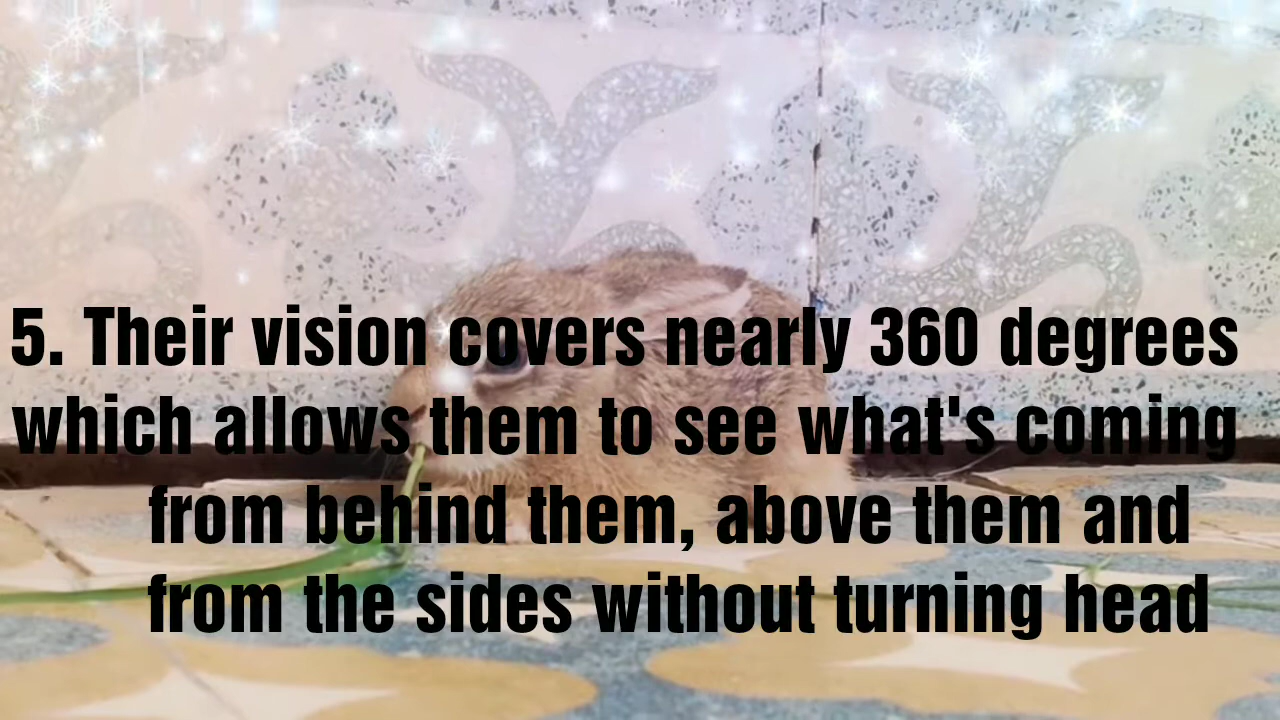 5. Their vision covers nearly 360 degrees
which allows them to see what's coming
from behind them, above them and
from the sides without turning head